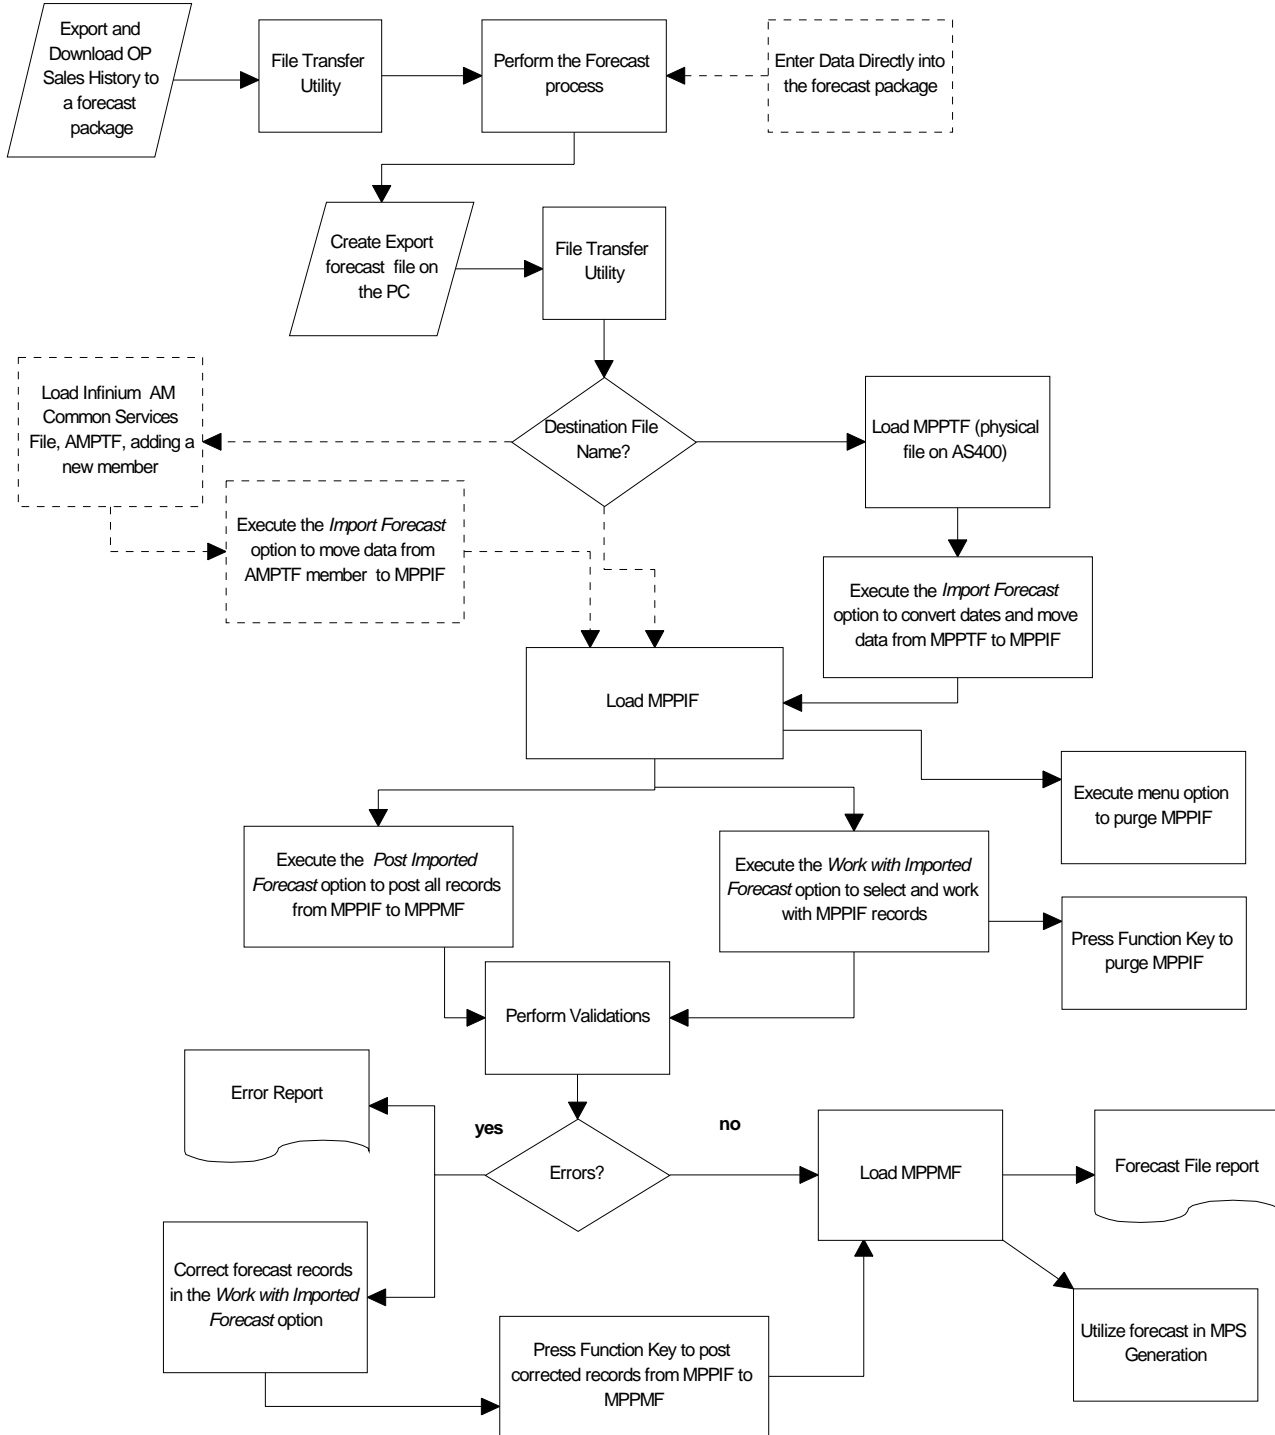 Export and
Download OP
Sales History to
a forecast
package
File Transfer
Utility
Perform the Forecast
process
Enter Data Directly into
the forecast package
Create Export
forecast file on
the PC
File Transfer
Utility
Load Infinium AM
Common Services
File, AMPTF, adding a
new member
Destination File
Name?
Load MPPTF (physical
file on AS400)
Execute the Import Forecast
option to move data from
AMPTF member to MPPIF
Execute the Import Forecast
option to convert dates and move
data from MPPTF to MPPIF
Load MPPIF
Execute menu option
to purge MPPIF
Execute the Post Imported
Forecast option to post all records
from MPPIF to MPPMF
Execute the Work with Imported
Forecast option to select and work
with MPPIF records
Press Function Key to
purge MPPIF
Perform Validations
Error Report
yes
no
Errors?
Load MPPMF
Forecast File report
Correct forecast records
in the Work with Imported
Forecast option
Press Function Key to post
corrected records from MPPIF to
MPPMF
Utilize forecast in MPS
Generation